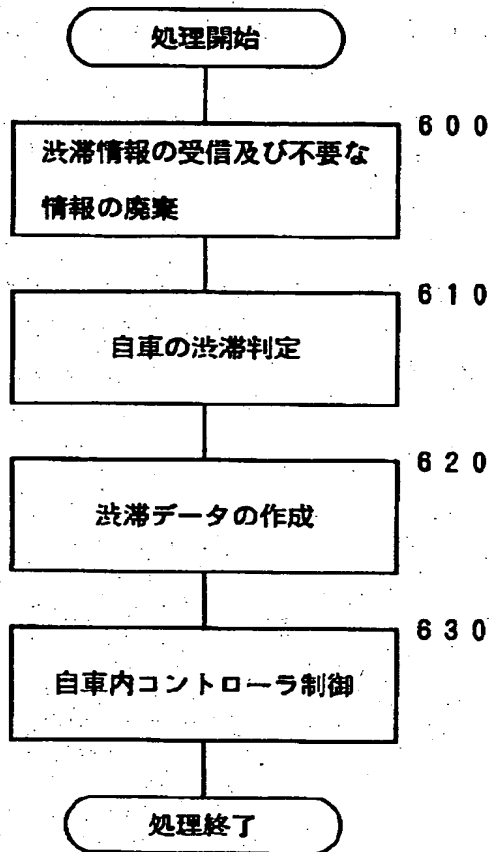 処理開始
600
渋滞情報の受信及び不要な
情報の廃棄
610
自車の渋滞判定
620
渋滞データの作成
630
自車内コントローラ制御
処理終了